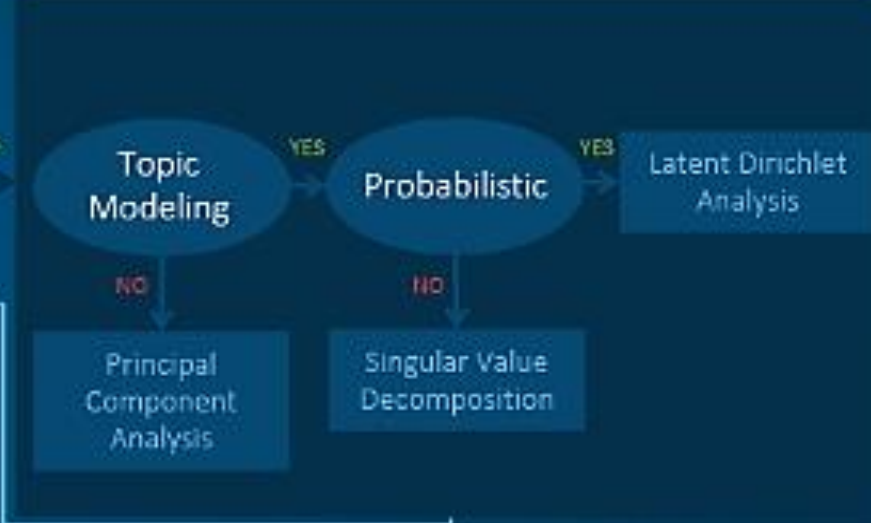 Topic
Modeling
YES
Probabilistic
YES
Latent Dirichlet
Analysis
NO
Principal
Component
Analysis
NO
Singular Value
Decomposition